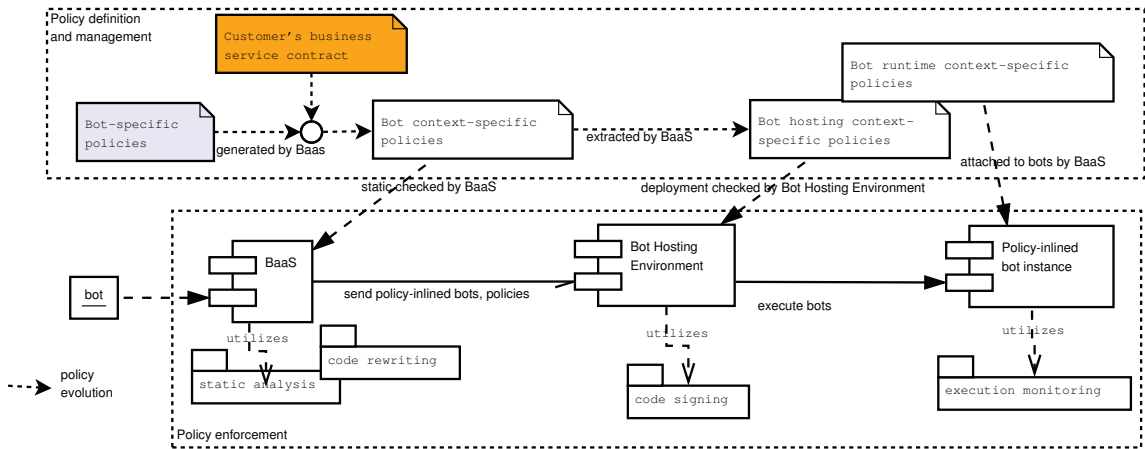 Policy definition
and management
Customer's business
service contract
Bot runtime context-specific
policies
Bot-specific
policies
generated by Baas
Bot context-specific
policies
extracted by BaaS
Bot hosting context-
specific policies
attached to bots by BaaS
static checked by BaaS
deployment checked by Bot Hosting Environment
BaaS
Bot Hosting
Environment
Policy-inlined
bot instance
bot
send policy-inlined bots, policies
execute bots
utilizes
utilizes
utilizes
code rewriting
static analysis
code signing
execution monitoring
policy
evolution
Policy enforcement